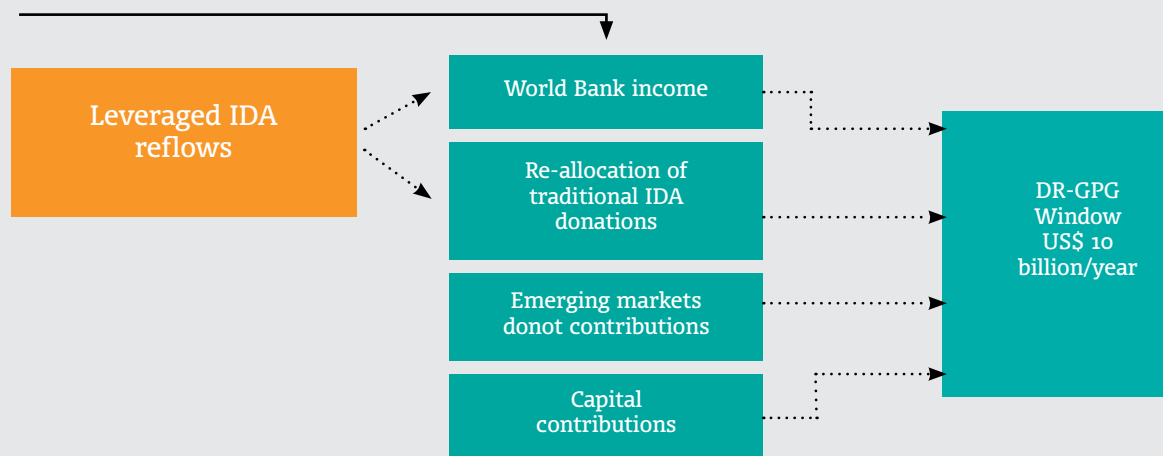 Leveraged IDA
reflows
World Bank income
Re-allocation of
traditional IDA
donations
Emerging markets
donot contributions
Capital
contributions
DR-GPG
Window
US$ 10
billion/year